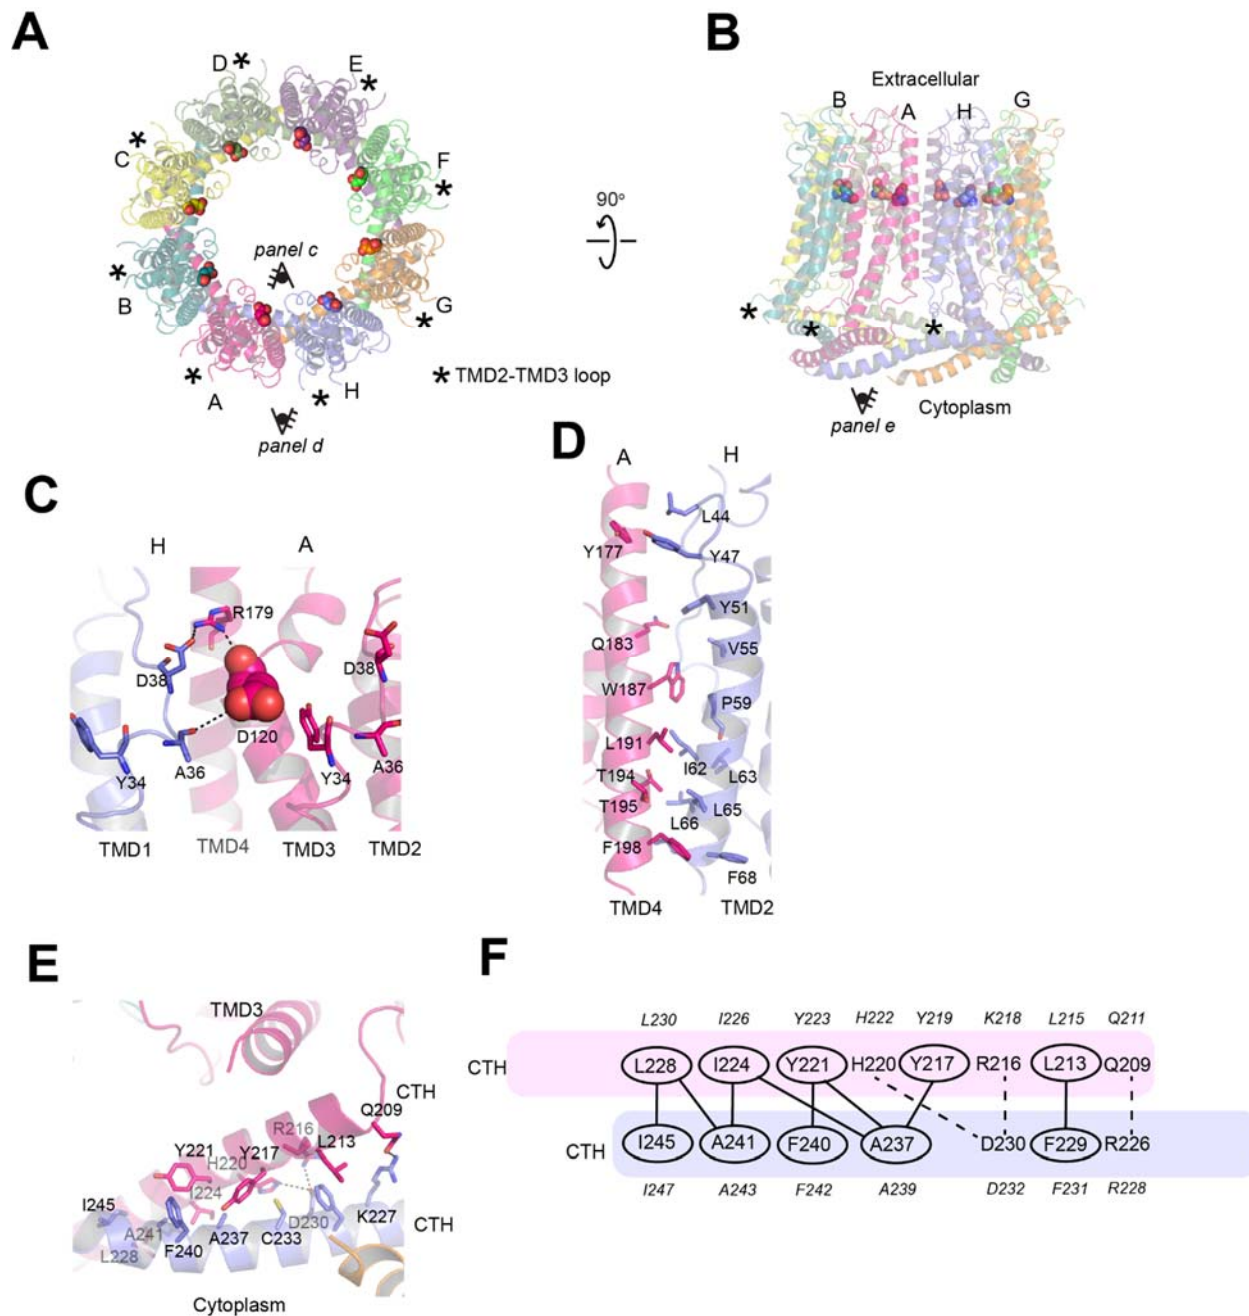 A
D
E
C
F
panel c
B
G
A
H
panel d
* TMD2-TMD3 loop
90°
B
Extracellular
B
A
H
G
Cytoplasm
panel e
C
H
A
R179
D38
D38
D120
Y34
A36
Y34
A36
TMD1
TMD4
TMD3
TMD2
D
A
H
L44
Y177
Y47
Y51
Q183
V55
W187
P59
L191
I62
L63
T194
T195
L65
L66
F198
F68
TMD4
TMD2
E
TMD3
CTH
Q209
R216
L213
Y221
Y217
H220
I224
I245
K227
CTH
A241
D230
F240
A237
C233
L228
Cytoplasm
F
L230 I226 Y223 H222 Y219 K218 L215 Q211
CTH L228 I224 Y221 H220 Y217 R216 L213 Q209
CTH I245 A241 F240 A237 D230 F229 R226
I247 A243 F242 A239 D232 F231 R228